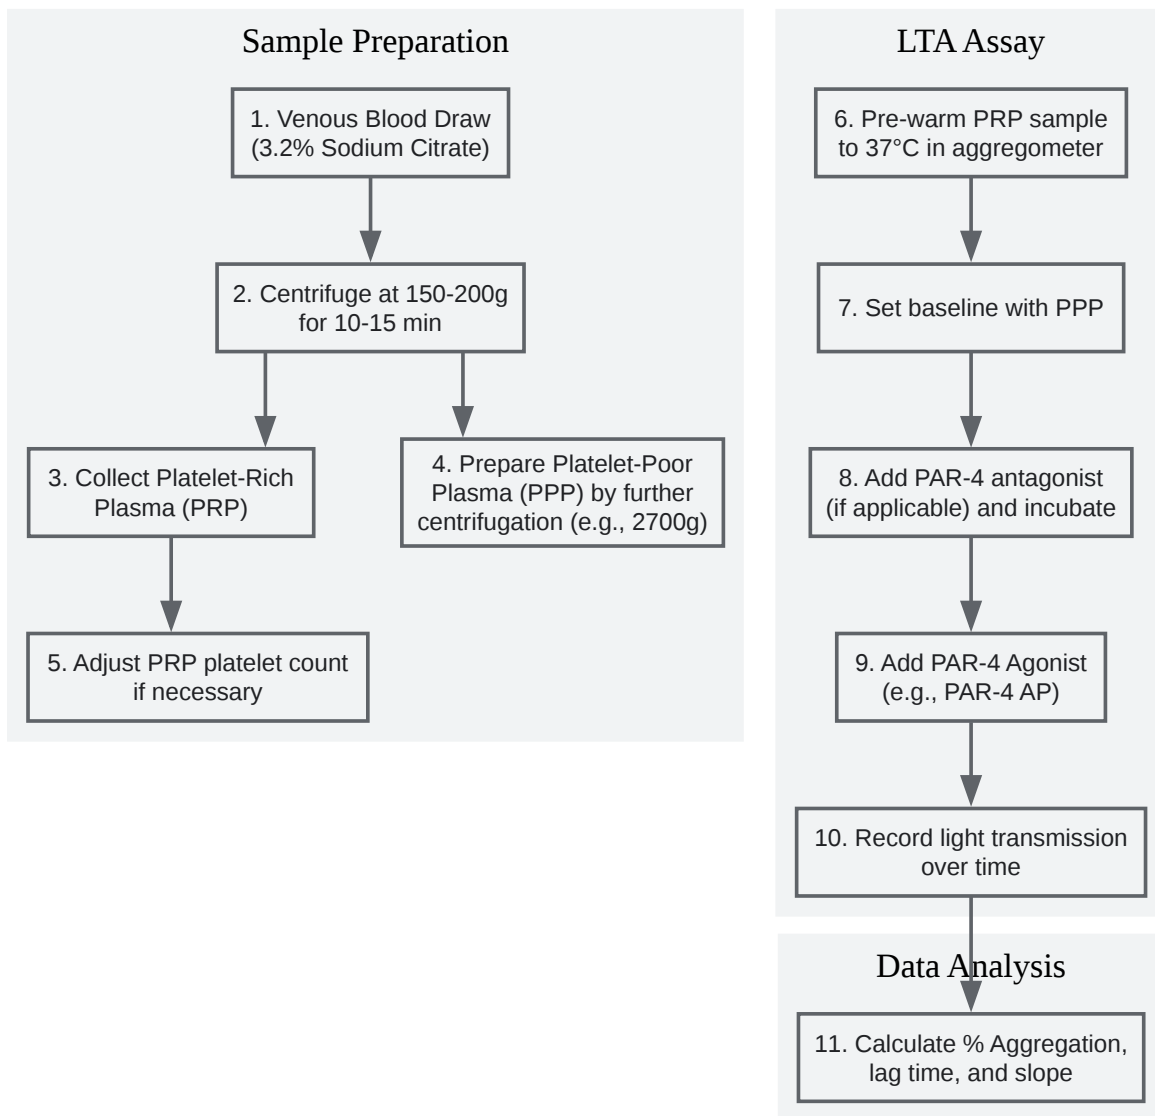 Sample Preparation
1. Venous Blood Draw
(3.2% Sodium Citrate)
2. Centrifuge at 150-200g
for 10-15 min
3. Collect Platelet-Rich
Plasma (PRP)
4. Prepare Platelet-Poor
Plasma (PPP) by further
centrifugation (e.g., 2700g)
5. Adjust PRP platelet count
if necessary
LTA Assay
6. Pre-warm PRP sample
to 37°C in aggregometer
7. Set baseline with PPP
8. Add PAR-4 antagonist
(if applicable) and incubate
9. Add PAR-4 Agonist
(e.g., PAR-4 AP)
10. Record light transmission
over time
Data Analysis
11. Calculate % Aggregation,
lag time, and slope